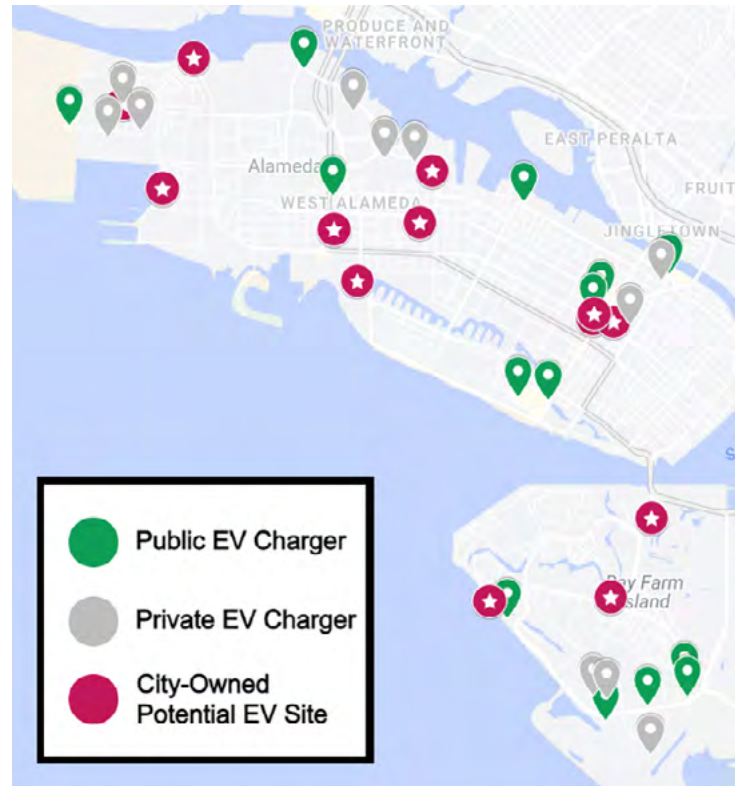 PRODUCE AND
WATERFRONT
EAST PERALTA
Alameda
FRUIT
WEST ALAMEDA
JINGLETOWN
Bay Farm
Island
S
Public EV Charger
Private EV Charger
City-Owned
Potential EV Site